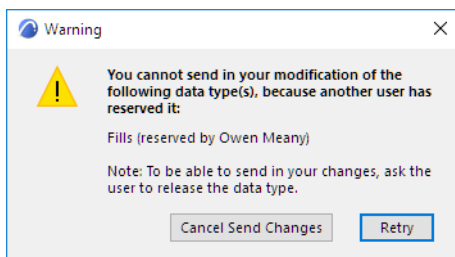 Warning
You cannot send in your modification of the
following data type(s), because another user has
reserved it:
Fills (reserved by Owen Meany)
Note: To be able to send in your changes, ask the
user to release the data type.
Cancel Send Changes
Retry